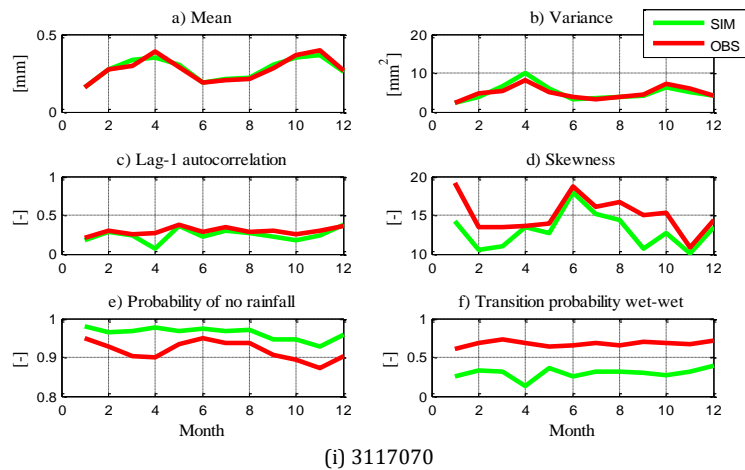 a) Mean
b) Variance
SIM
OBS
[mm]
0.5
0
0 2 4 6 8 10 12
[mm²]
20
10
0
0 2 4 6 8 10 12
c) Lag-1 autocorrelation
d) Skewness
[-]
1
0.5
0
0 2 4 6 8 10 12
[-]
20
15
10
0 2 4 6 8 10 12
e) Probability of no rainfall
f) Transition probability wet-wet
[-]
1
0.9
0.8
0 2 4 6 8 10 12
Month
[-]
1
0.5
0
0 2 4 6 8 10 12
Month
(i) 3117070